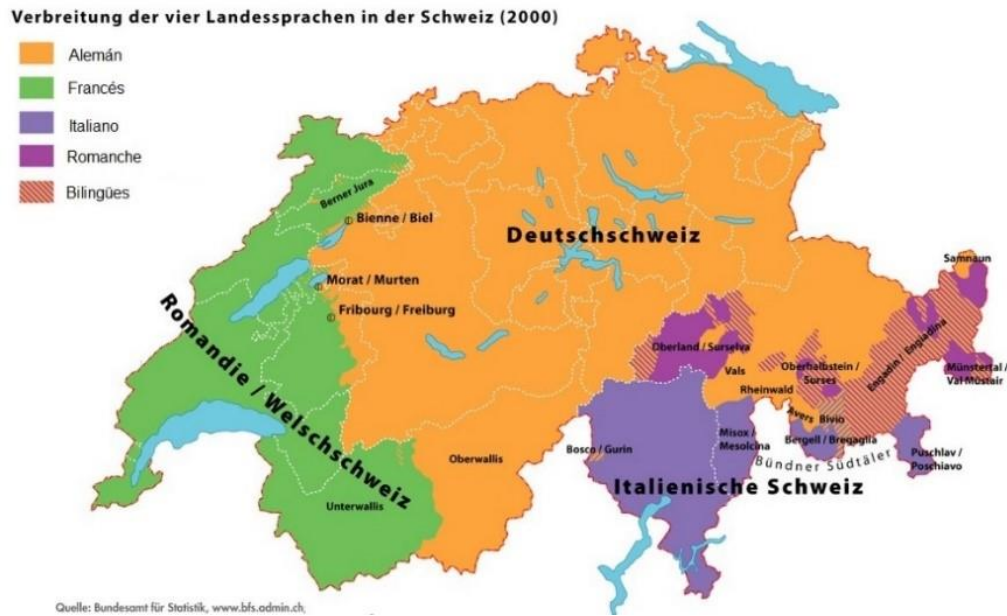 Verbreitung der vier Landessprachen in der Schweiz (2000)
Alemán
Francés
Italiano
Romanche
Bilingües
Berner Jura
Bienne / Biel
Deutschschweiz
Morat / Murten
Fribourg / Freiburg
Romandie / Welschschweiz
Samnaun
Oberland / Surselva
Engadin / Engiadina
Vals
Oberhalbstein /
Surses
Münstertal /
Val Müstair
Rheinwald
Avers
Bivio
Bergell / Bregaglia
Misox /
Mesolcina
Bosco / Gurin
Puschlav /
Poschiavo
Bündner Südtäler
Oberwallis
Italienische Schweiz
Unterwallis
Quelle: Bundesamt für Statistik, www.bfs.admin.ch,